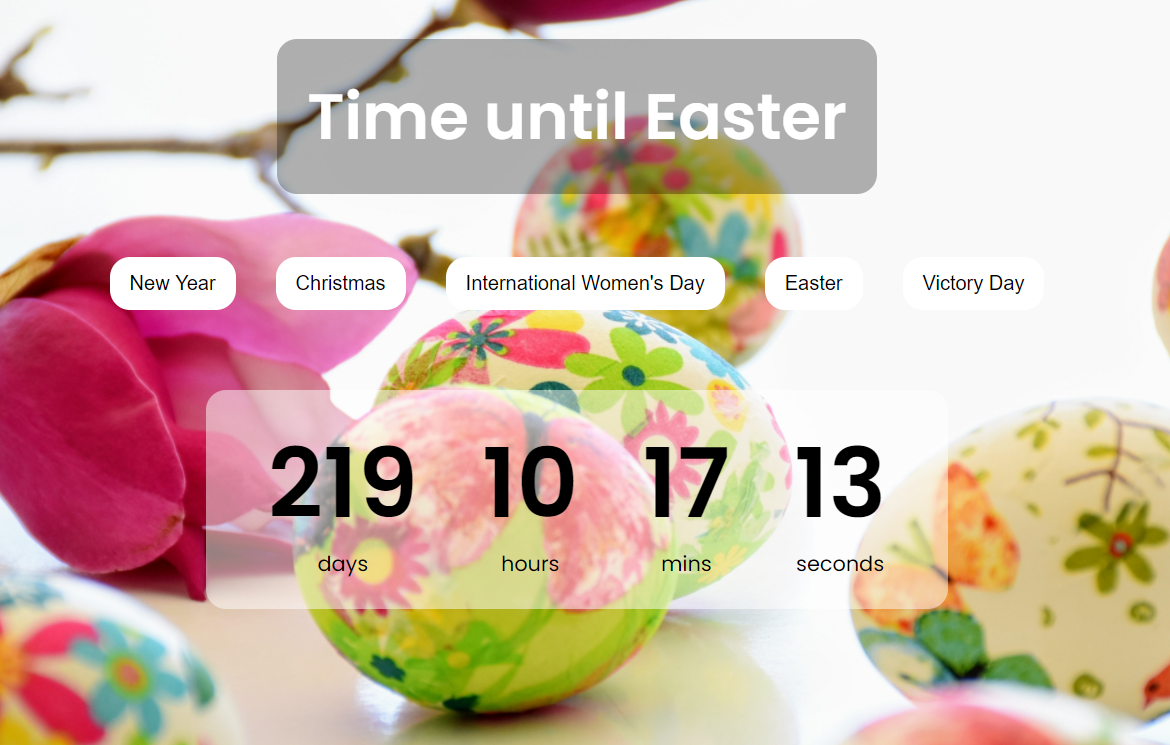 Time until Easter
New Year Christmas International Women's Day Easter Victory Day
219 10 17 13
days hours mins seconds